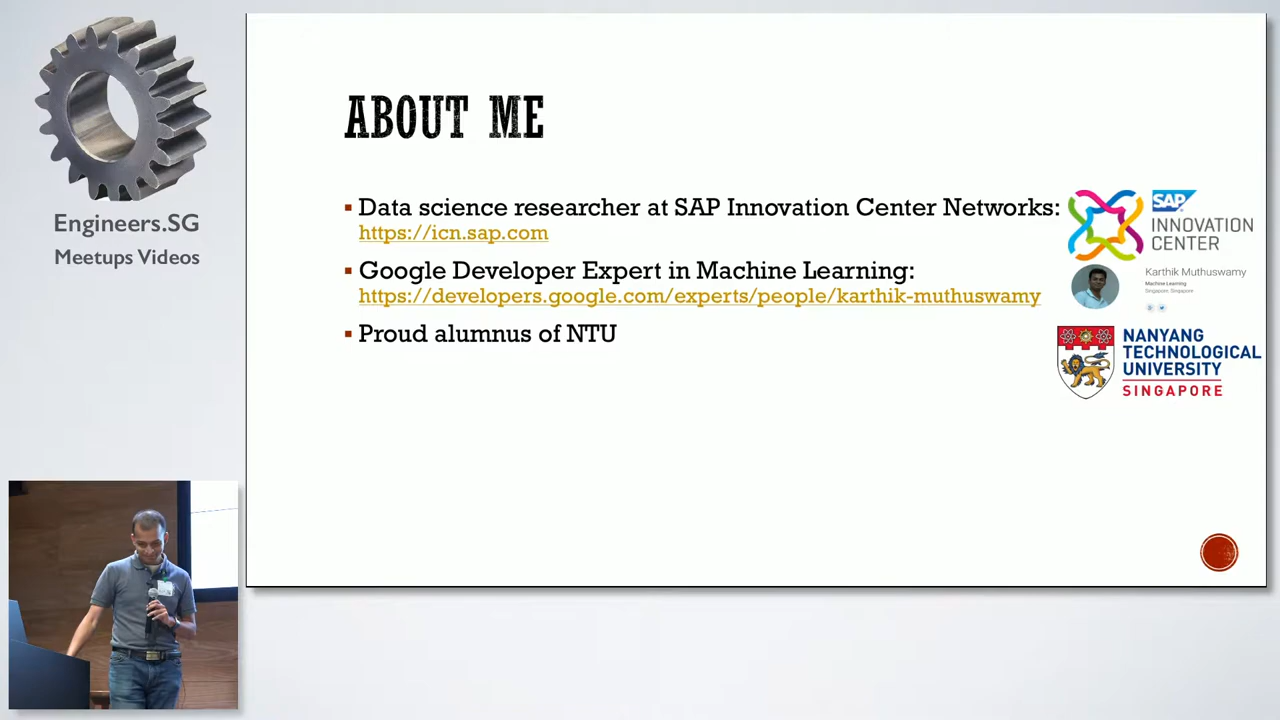 Engineers.SG
Meetups Videos
ABOUT ME
Data science researcher at SAP Innovation Center Networks:
https://icn.sap.com
Google Developer Expert in Machine Learning:
https://developers.google.com/experts/people/karthik-muthuswamy
Proud alumnus of NTU
SAP
INNOVATION
CENTER
Karthik Muthuswamy
Machine Learning
Singapore, Singapore
NANYANG
TECHNOLOGICAL
UNIVERSITY
SINGAPORE